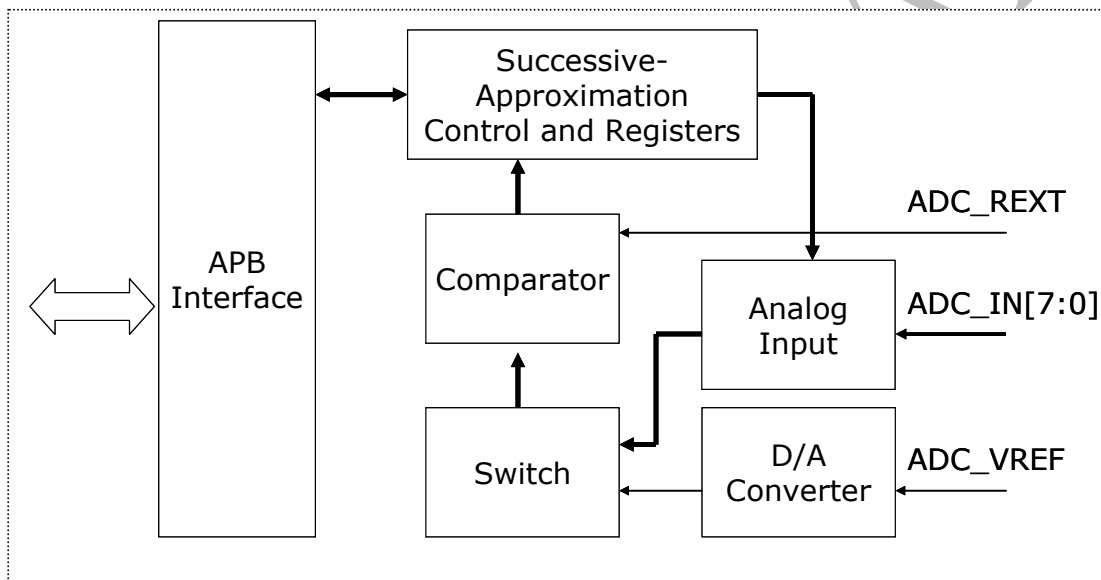 Successive-
Approximation
Control and Registers
ADC_REXT
APB
Interface
Comparator
Analog
Input
ADC_IN[7:0]
Switch
D/A
Converter
ADC_VREF